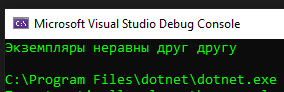 Microsoft Visual Studio Debug Console
Экземпляры неравны друг другу
C:\Program Files\dotnet\dotnet.exe